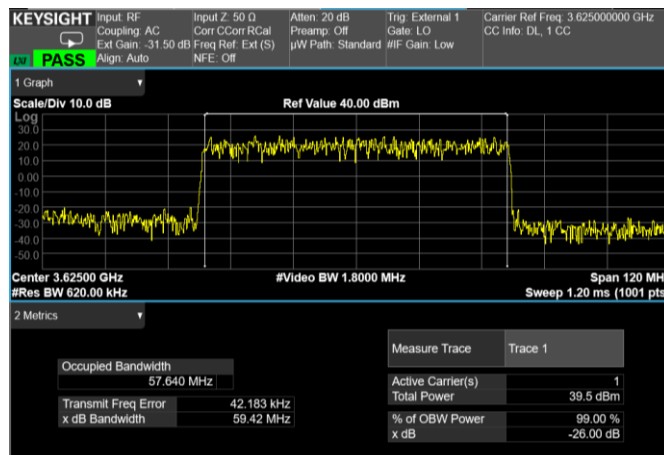 KEYSIGHT Input: RF Input Z: 50 Ω Atten: 20 dB Trig: External 1 Carrier Ref Freq: 3.625000000 GHz
Coupling: AC Corr CCorr RCal Preamp: Off Gate: LO CC Info: DL, 1 CC
Ext Gain: -31.50 dB Freq Ref: Ext (S) µW Path: Standard #IF Gain: Low
LXI PASS Align: Auto NFE: Off
1 Graph
Scale/Div 10.0 dB Ref Value 40.00 dBm
Log
30.0
20.0
10.0
0.00
-10.0
-20.0
-30.0
-40.0
-50.0
Center 3.62500 GHz #Video BW 1.8000 MHz Span 120 MH
#Res BW 620.00 kHz Sweep 1.20 ms (1001 pts
2 Metrics
Measure Trace Trace 1
Occupied Bandwidth
57.640 MHz
Active Carrier(s) 1
Total Power 39.5 dBm
Transmit Freq Error 42.183 kHz
x dB Bandwidth 59.42 MHz
% of OBW Power 99.00 %
x dB -26.00 dB